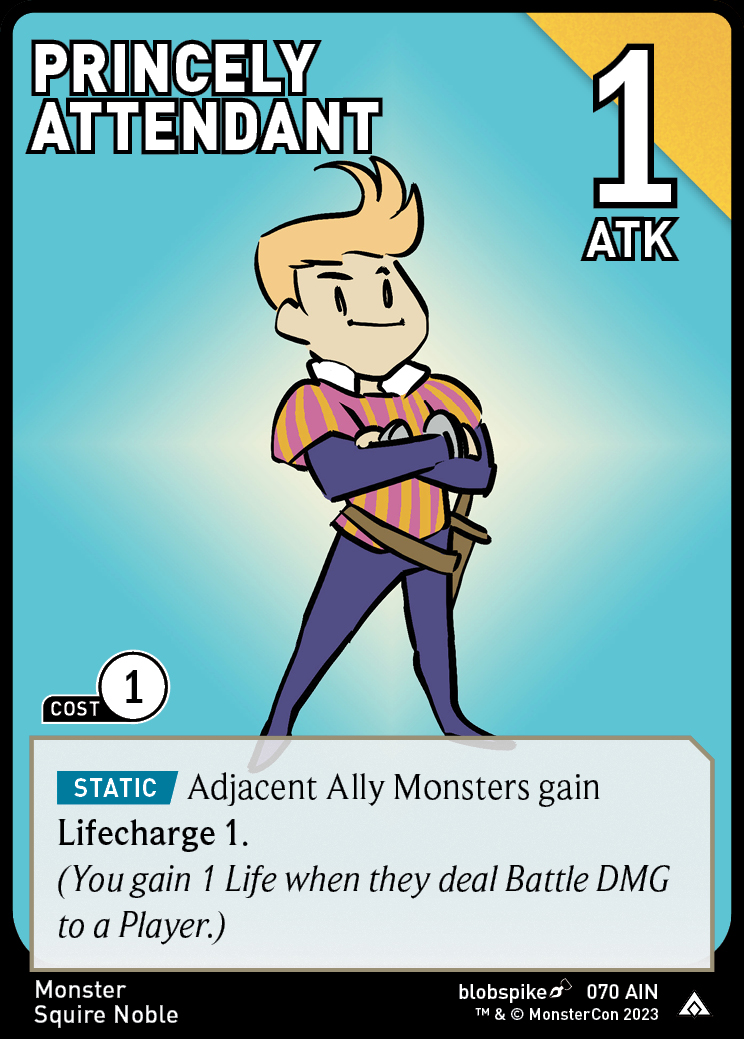 PRINCELY
ATTENDANT
1
ATK
COST 1
STATIC Adjacent Ally Monsters gain
Lifecharge 1.
(You gain 1 Life when they deal Battle DMG
to a Player.)
Monster
Squire Noble
blobspike 070 AIN
™ & © MonsterCon 2023